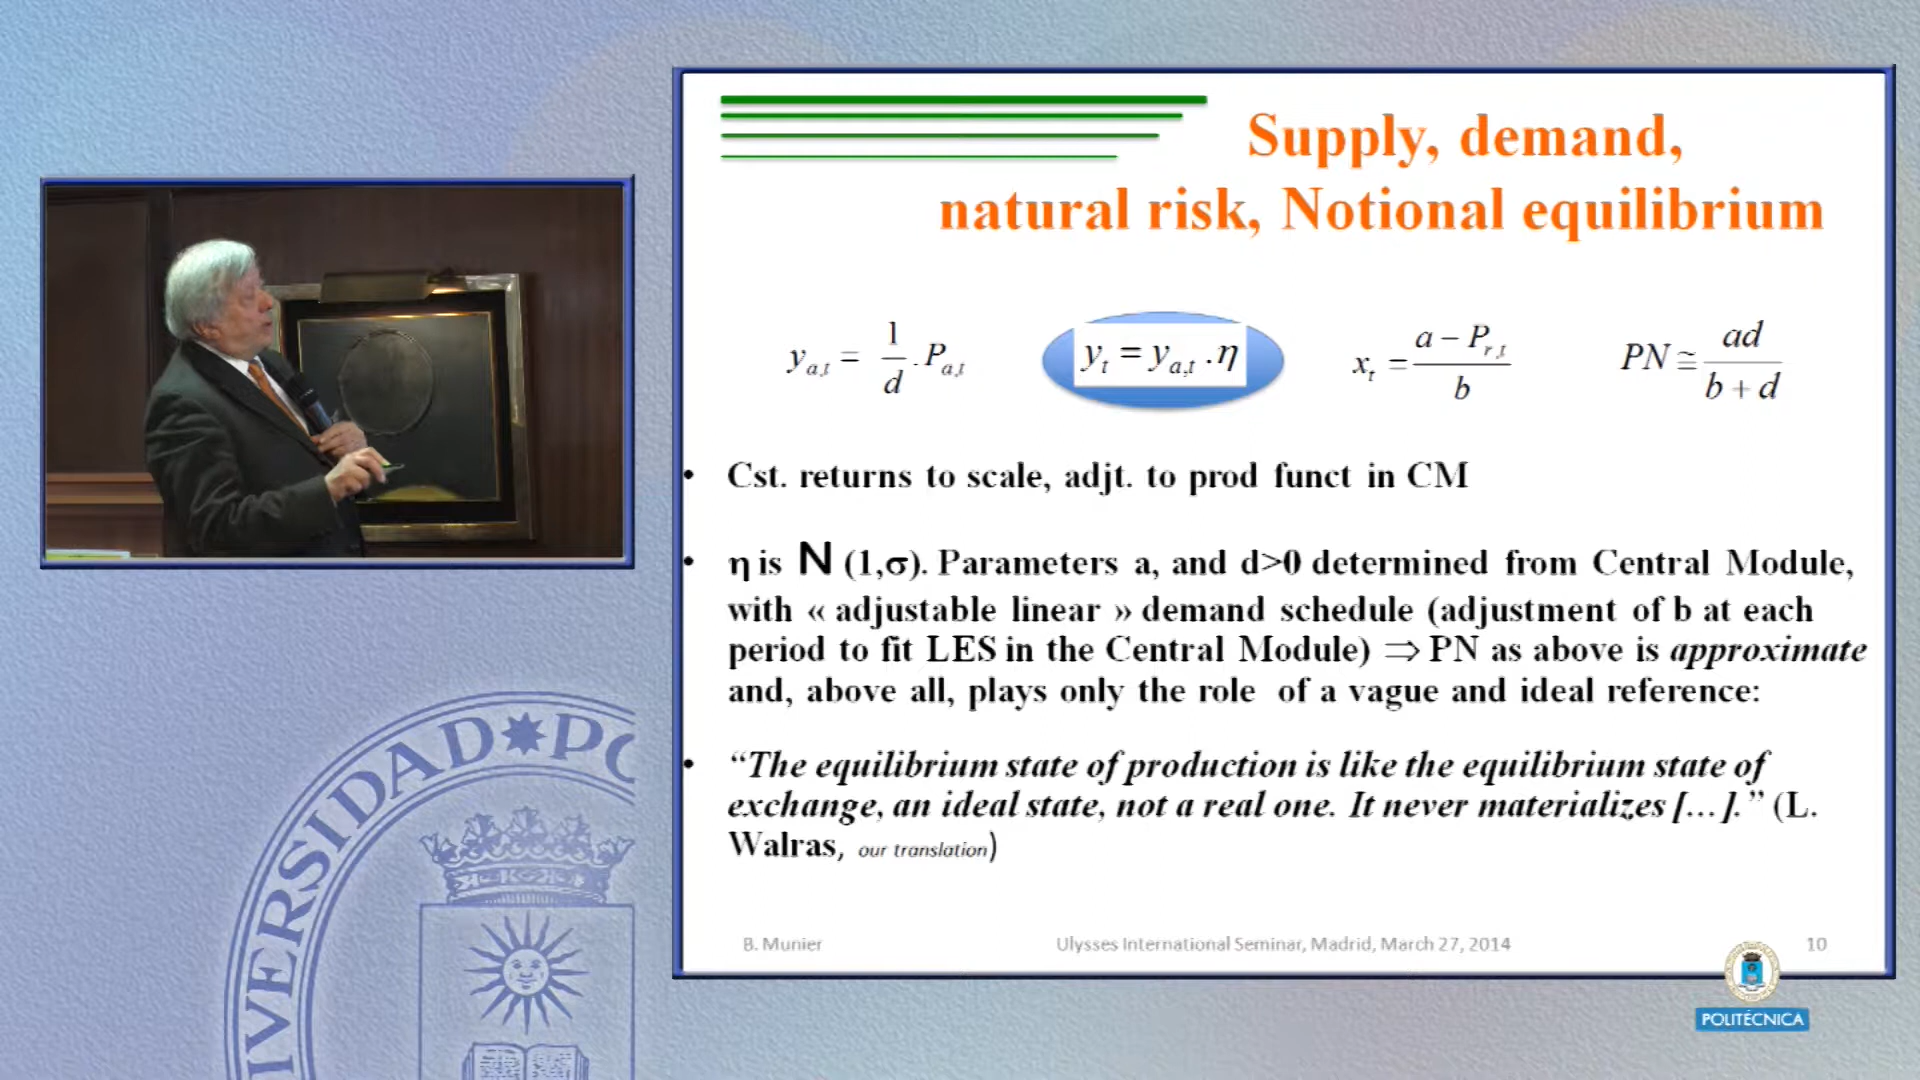 Supply, demand,
natural risk, Notional equilibrium
y_{a,t} = \frac{1}{d} . P_{a,t}
y_t = y_{a,t} . η
x_t = \frac{a - P_{r,t}}{b}
PN ≅ \frac{ad}{b + d}
• Cst. returns to scale, adjt. to prod funct in CM
• η is N (1,σ). Parameters a, and d>0 determined from Central Module,
with « adjustable linear » demand schedule (adjustment of b at each
period to fit LES in the Central Module) ⇒ PN as above is approximate
and, above all, plays only the role of a vague and ideal reference:
• “The equilibrium state of production is like the equilibrium state of
exchange, an ideal state, not a real one. It never materializes [...].” (L.
Walras, our translation)
B. Munier
Ulysses International Seminar, Madrid, March 27, 2014
10
POLITÉCNICA